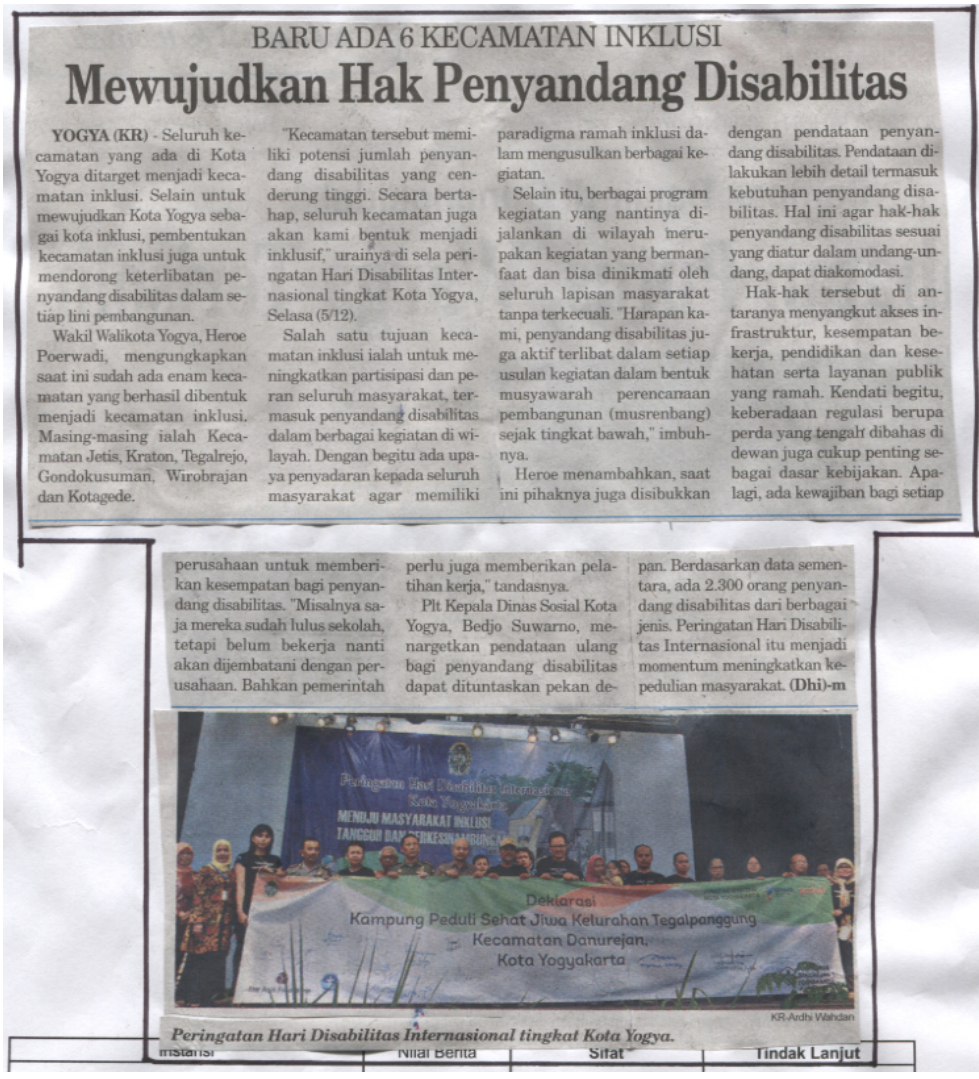 BARU ADA 6 KECAMATAN INKLUSI
Mewujudkan Hak Penyandang Disabilitas
YOGYA (KR) - Seluruh ke-
camatan yang ada di Kota
Yogya ditarget menjadi keca-
matan inklusi. Selain untuk
mewujudkan Kota Yogya seba-
gai kota inklusi, pembentukan
kecamatan inklusi juga untuk
mendorong keterlibatan pe-
nyandang disabilitas dalam se-
tiap lini pembangunan.
Wakil Walikota Yogya, Heroe
Poerwadi, mengungkapkan
saat ini sudah ada enam keca-
matan yang berhasil dibentuk
menjadi kecamatan inklusi.
Masing-masing ialah Keca-
matan Jetis, Kraton, Tegalrejo,
Gondokusuman, Wirobrajan
dan Kotagede.
"Kecamatan tersebut memi-
liki potensi jumlah penyan-
dang disabilitas yang cen-
derung tinggi. Secara berta-
hap, seluruh kecamatan juga
akan kami bentuk menjadi
inklusif," urainya di sela peri-
ngatan Hari Disabilitas Inter-
nasional tingkat Kota Yogya,
Selasa (5/12).
Salah satu tujuan keca-
matan inklusi ialah untuk me-
ningkatkan partisipasi dan pe-
ran seluruh masyarakat, ter-
masuk penyandang disabilitas
dalam berbagai kegiatan di wi-
layah. Dengan begitu ada upa-
ya penyadaran kepada seluruh
masyarakat agar memiliki
paradigma ramah inklusi da-
lam mengusulkan berbagai ke-
giatan.
Selain itu, berbagai program
kegiatan yang nantinya di-
jalankan di wilayah meru-
pakan kegiatan yang berman-
faat dan bisa dinikmati oleh
seluruh lapisan masyarakat
tanpa terkecuali. "Harapan ka-
mi, penyandang disabilitas ju-
ga aktif terlibat dalam setiap
usulan kegiatan dalam bentuk
musyawarah perencanaan
pembangunan (musrenbang)
sejak tingkat bawah," imbuh-
nya.
Heroe menambahkan, saat
ini pihaknya juga disibukkan
dengan pendataan penyan-
dang disabilitas. Pendataan di-
lakukan lebih detail termasuk
kebutuhan penyandang disa-
bilitas. Hal ini agar hak-hak
penyandang disabilitas sesuai
yang diatur dalam undang-un-
dang, dapat diakomodasi.
Hak-hak tersebut di an-
taranya menyangkut akses in-
frastruktur, kesempatan be-
kerja, pendidikan dan kese-
hatan serta layanan publik
yang ramah. Kendati begitu,
keberadaan regulasi berupa
perda yang tengah dibahas di
dewan juga cukup penting se-
bagai dasar kebijakan. Apa-
lagi, ada kewajiban bagi setiap
perusahaan untuk memberi-
kan kesempatan bagi penyan-
dang disabilitas. "Misalnya sa-
ja mereka sudah lulus sekolah,
tetapi belum bekerja nanti
akan dijembatani dengan per-
usahaan. Bahkan pemerintah
perlu juga memberikan pela-
tihan kerja," tandasnya.
Plt Kepala Dinas Sosial Kota
Yogya, Bedjo Suwarno, me-
nargetkan pendataan ulang
bagi penyandang disabilitas
dapat dituntaskan pekan de-
pan. Berdasarkan data semen-
tara, ada 2.300 orang penyan-
dang disabilitas dari berbagai
jenis. Peringatan Hari Disabili-
tas Internasional itu menjadi
momentum meningkatkan ke-
pedulian masyarakat. (Dhi)-m
Peringatan Hari Disabilitas Internasional
Kota Yogyakarta
MENUJU MASYARAKAT INKLUSI
TANGGUH DAN BERKESINAMBUNGAN
Deklarasi
Kampung Peduli Sehat Jiwa Kelurahan Tegalpanggung
Kecamatan Danurejan,
Kota Yogyakarta
KR-Ardhi Wahdan
Peringatan Hari Disabilitas Internasional tingkat Kota Yogya.
Instansi Nilai Berita Sifat Tindak Lanjut